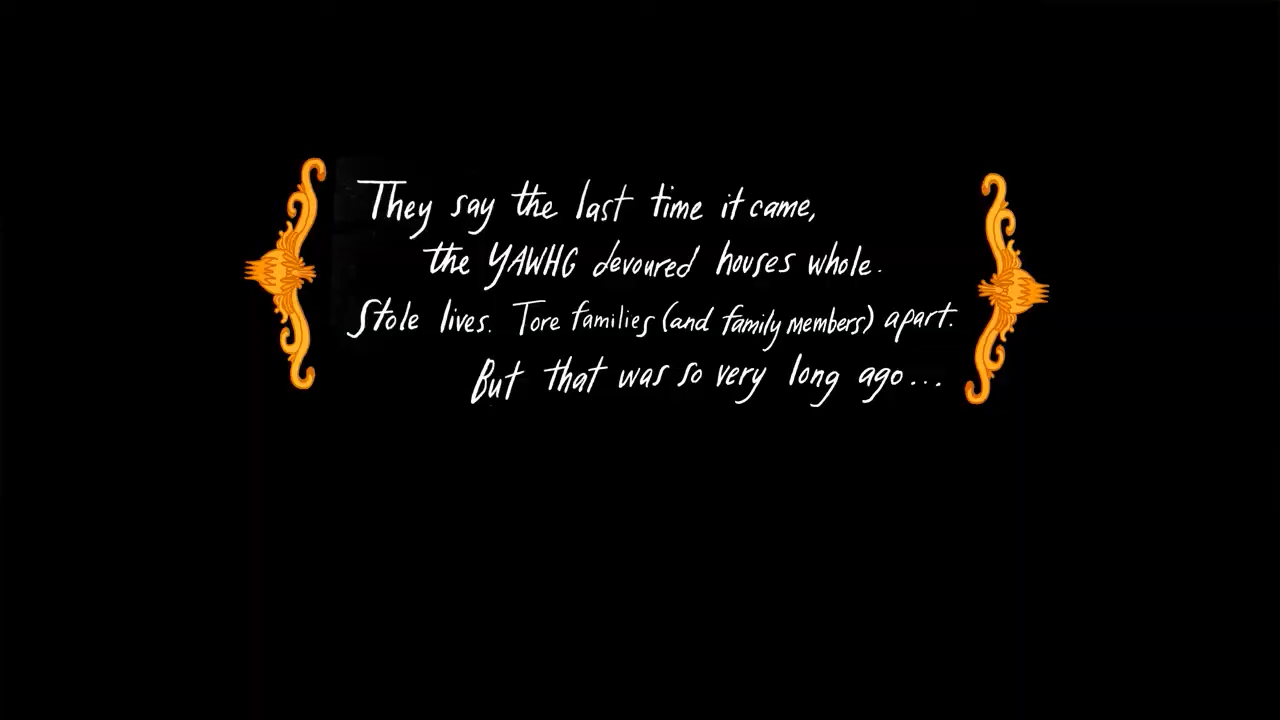 They say the last time it came,
the YAWHG devoured houses whole.
Stole lives. Tore families (and family members) apart.
But that was so very long ago...